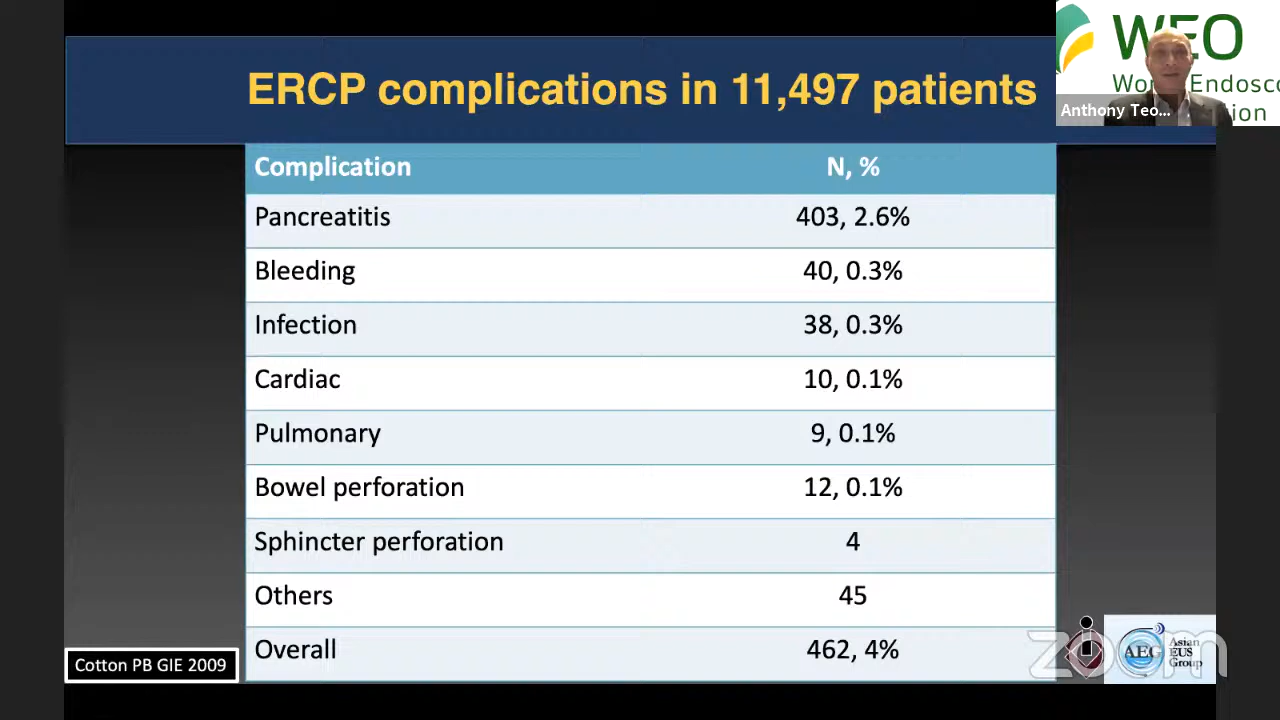 ERCP complications in 11,497 patients
WEO
Anthony Teo...
Complication N, %
Pancreatitis 403, 2.6%
Bleeding 40, 0.3%
Infection 38, 0.3%
Cardiac 10, 0.1%
Pulmonary 9, 0.1%
Bowel perforation 12, 0.1%
Sphincter perforation 4
Others 45
Overall 462, 4%
Cotton PB GIE 2009
zoom
AEG Asian
EUS
Group